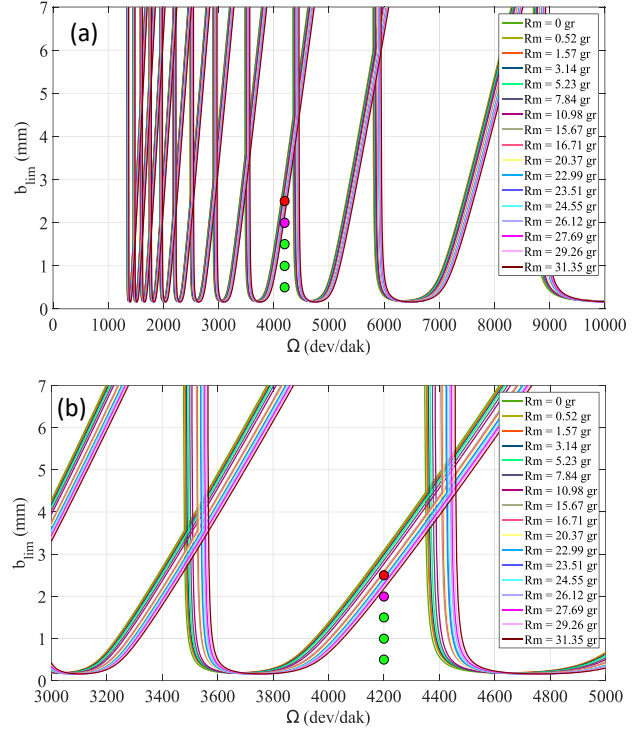 (a)
7
6
5
4
3
2
1
0
b_lim (mm)
0 1000 2000 3000 4000 5000 6000 7000 8000 9000 10000
Ω (dev/dak)
Rm = 0 gr
Rm = 0.52 gr
Rm = 1.57 gr
Rm = 3.14 gr
Rm = 5.23 gr
Rm = 7.84 gr
Rm = 10.98 gr
Rm = 15.67 gr
Rm = 16.71 gr
Rm = 20.37 gr
Rm = 22.99 gr
Rm = 23.51 gr
Rm = 24.55 gr
Rm = 26.12 gr
Rm = 27.69 gr
Rm = 29.26 gr
Rm = 31.35 gr
(b)
7
6
5
4
3
2
1
0
b_lim (mm)
3000 3200 3400 3600 3800 4000 4200 4400 4600 4800 5000
Ω (dev/dak)
Rm = 0 gr
Rm = 0.52 gr
Rm = 1.57 gr
Rm = 3.14 gr
Rm = 5.23 gr
Rm = 7.84 gr
Rm = 10.98 gr
Rm = 15.67 gr
Rm = 16.71 gr
Rm = 20.37 gr
Rm = 22.99 gr
Rm = 23.51 gr
Rm = 24.55 gr
Rm = 26.12 gr
Rm = 27.69 gr
Rm = 29.26 gr
Rm = 31.35 gr